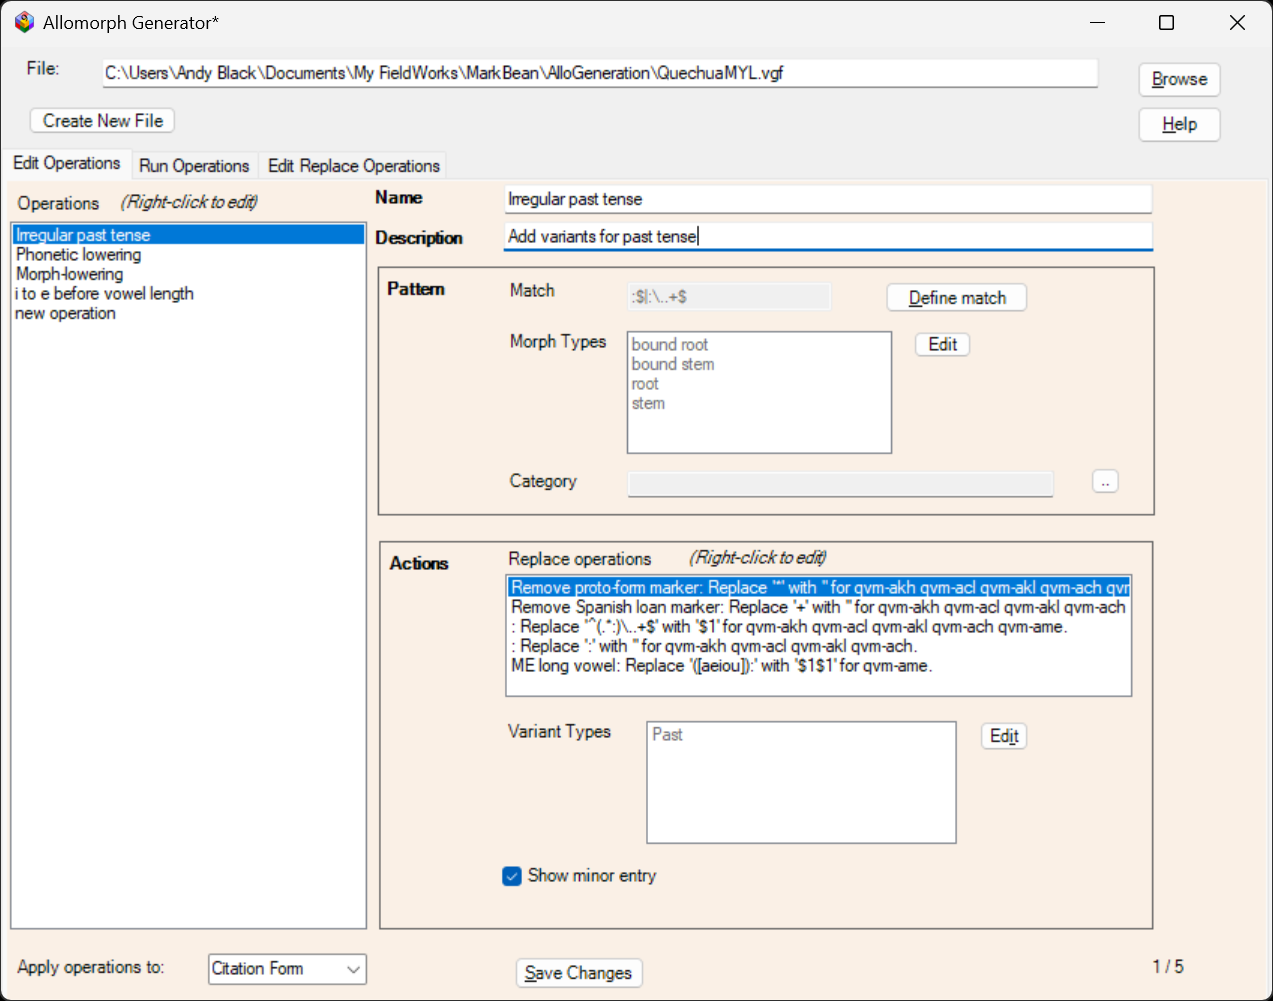 Allomorph Generator*
File:
C:\Users\Andy Black\Documents\My FieldWorks\MarkBean\AlloGeneration\QuechuaMYL.vgf
Browse
Create New File
Help
Edit Operations
Run Operations
Edit Replace Operations
Operations (Right-click to edit)
Irregular past tense
Phonetic lowering
Morph-lowering
i to e before vowel length
new operation
Name
Irregular past tense
Description
Add variants for past tense
Pattern
Match
:$|:\..+$
Define match
Morph Types
bound root
bound stem
root
stem
Edit
Category
..
Actions
Replace operations (Right-click to edit)
Remove proto-form marker: Replace '*' with '' for qvm-akh qvm-acl qvm-akl qvm-ach qvr
Remove Spanish loan marker: Replace '+' with '' for qvm-akh qvm-acl qvm-akl qvm-ach
: Replace '^(.*:)\..+$' with '$1' for qvm-akh qvm-acl qvm-akl qvm-ach qvm-ame.
: Replace ':' with '' for qvm-akh qvm-acl qvm-akl qvm-ach.
ME long vowel: Replace '([aeiou]):' with '$1$1' for qvm-ame.
Variant Types
Past
Edit
Show minor entry
Apply operations to:
Citation Form
Save Changes
1 / 5